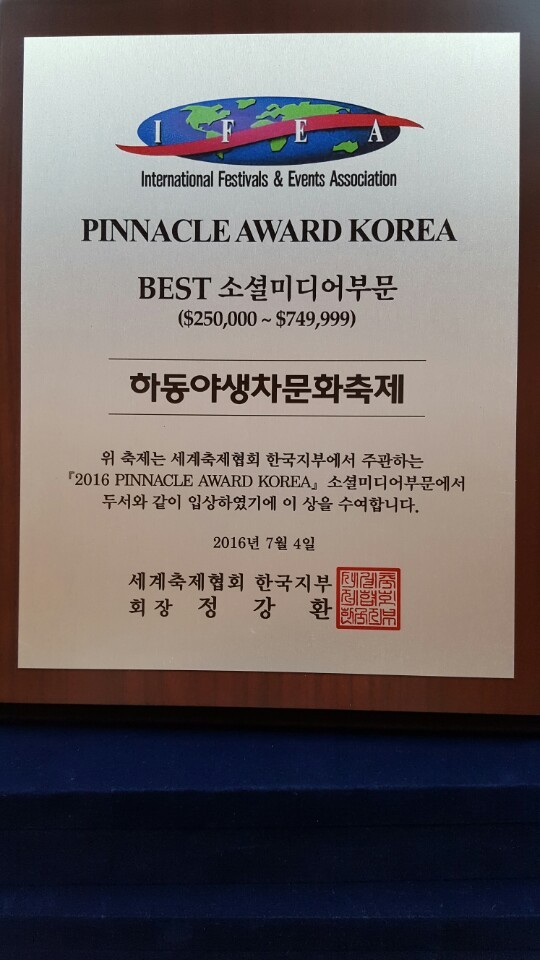 I F E A
International Festivals & Events Association
PINNACLE AWARD KOREA
BEST 소셜미디어부문
($250,000 ~ $749,999)
하동야생차문화축제
위 축제는 세계축제협회 한국지부에서 주관하는
『2016 PINNACLE AWARD KOREA』 소셜미디어부문에서
두서와 같이 입상하였기에 이 상을 수여합니다.
2016년 7월 4일
세계축제협회 한국지부
회장 정 강 환